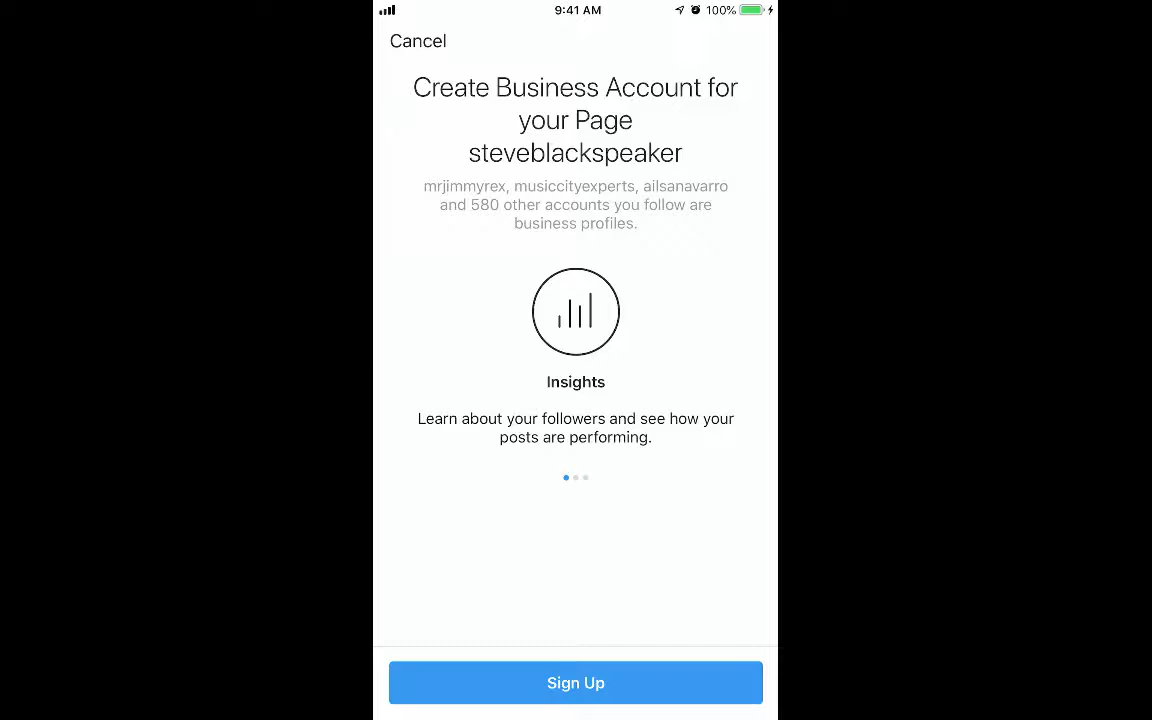 9:41 AM 100%
Cancel
Create Business Account for
your Page
steveblackspeaker
mrjimmyrex, musiccityexperts, ailsanavarro
and 580 other accounts you follow are
business profiles.
Insights
Learn about your followers and see how your
posts are performing.
Sign Up